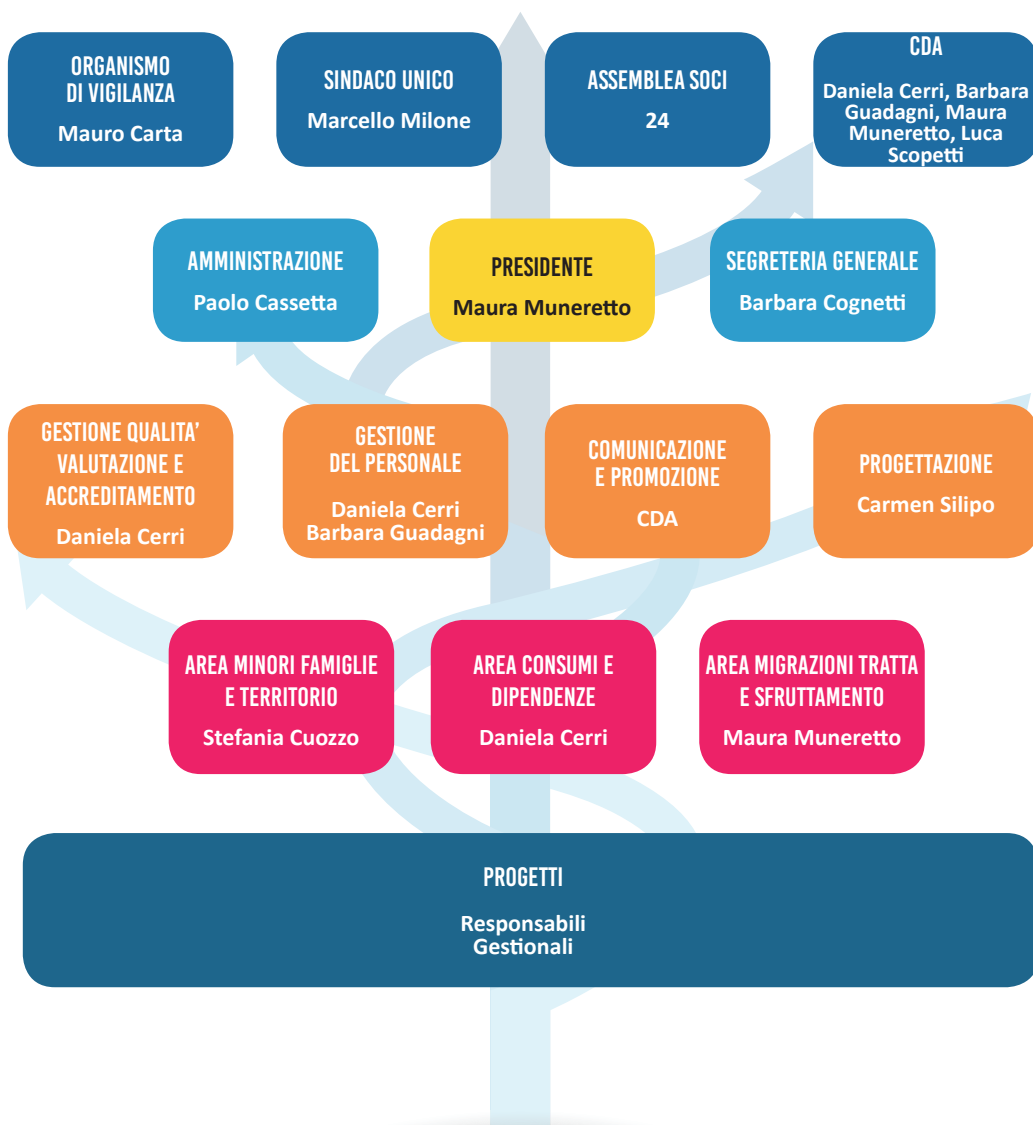 ORGANISMO
DI VIGILANZA
Mauro Carta
SINDACO UNICO
Marcello Milone
ASSEMBLEA SOCI
24
CDA
Daniela Cerri, Barbara
Guadagni, Maura
Muneretto, Luca
Scopetti
AMMINISTRAZIONE
Paolo Cassetta
PRESIDENTE
Maura Muneretto
SEGRETERIA GENERALE
Barbara Cognetti
GESTIONE QUALITA'
VALUTAZIONE E
ACCREDITAMENTO
Daniela Cerri
GESTIONE
DEL PERSONALE
Daniela Cerri
Barbara Guadagni
COMUNICAZIONE
E PROMOZIONE
CDA
PROGETTAZIONE
Carmen Silipo
AREA MINORI FAMIGLIE
E TERRITORIO
Stefania Cuozzo
AREA CONSUMI E
DIPENDENZE
Daniela Cerri
AREA MIGRAZIONI TRATTA
E SFRUTTAMENTO
Maura Muneretto
PROGETTI
Responsabili
Gestionali